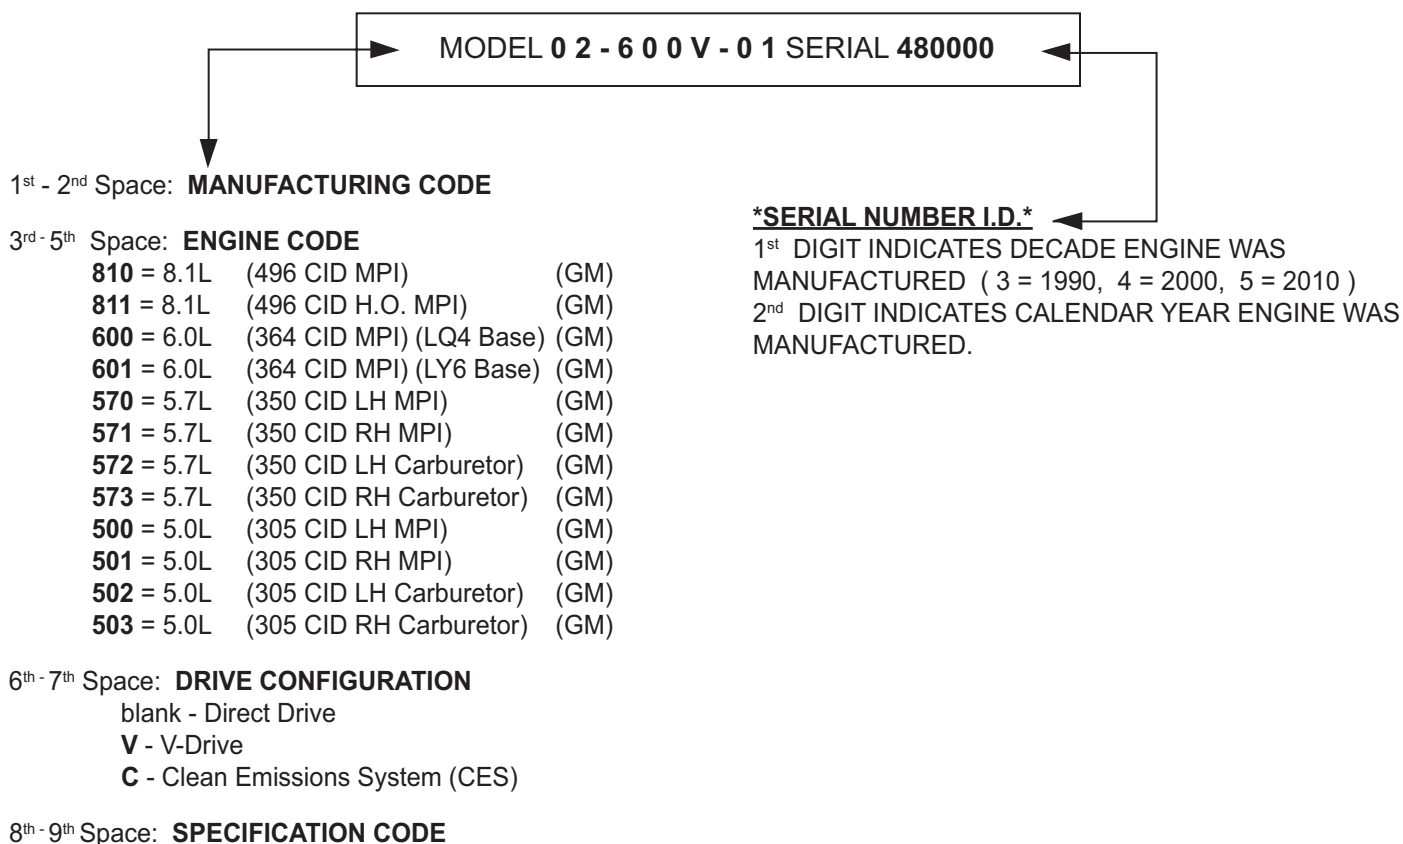 MODEL 0 2 - 6 0 0 V - 0 1 SERIAL 480000
1st - 2nd Space: MANUFACTURING CODE
3rd - 5th Space: ENGINE CODE
810 = 8.1L (496 CID MPI) (GM)
811 = 8.1L (496 CID H.O. MPI) (GM)
600 = 6.0L (364 CID MPI) (LQ4 Base) (GM)
601 = 6.0L (364 CID MPI) (LY6 Base) (GM)
570 = 5.7L (350 CID LH MPI) (GM)
571 = 5.7L (350 CID RH MPI) (GM)
572 = 5.7L (350 CID LH Carburetor) (GM)
573 = 5.7L (350 CID RH Carburetor) (GM)
500 = 5.0L (305 CID LH MPI) (GM)
501 = 5.0L (305 CID RH MPI) (GM)
502 = 5.0L (305 CID LH Carburetor) (GM)
503 = 5.0L (305 CID RH Carburetor) (GM)
6th - 7th Space: DRIVE CONFIGURATION
blank - Direct Drive
V - V-Drive
C - Clean Emissions System (CES)
8th - 9th Space: SPECIFICATION CODE
*SERIAL NUMBER I.D.*
1st DIGIT INDICATES DECADE ENGINE WAS
MANUFACTURED ( 3 = 1990, 4 = 2000, 5 = 2010 )
2nd DIGIT INDICATES CALENDAR YEAR ENGINE WAS
MANUFACTURED.